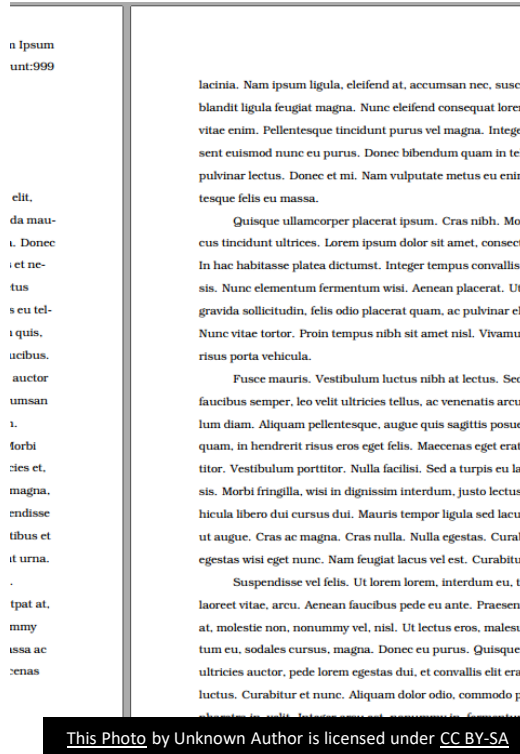 Ipsum
unt:999
elit,
da mau-
Donec
et ne-
tus
s eu tel-
quis,
ucibus.
auctor
umsan
Morbi
cies et,
magna,
endisse
tibus et
at urna.
tpat at,
mmy
assa ac
cenas
lacinia. Nam ipsum ligula, eleifend at, accumsan nec, susc
blandit ligula feugiat magna. Nunc eleifend consequat lore
vitae enim. Pellentesque tincidunt purus vel magna. Intege
sent euismod nunc eu purus. Donec bibendum quam in te
pulvinar lectus. Donec et mi. Nam vulputate metus eu enim
tesque felis eu massa.
Quisque ullamcorper placerat ipsum. Cras nibh. Mo
cus tincidunt ultrices. Lorem ipsum dolor sit amet, consect
In hac habitasse platea dictumst. Integer tempus convallis
sis. Nunc elementum fermentum wisi. Aenean placerat. Ut
gravida sollicitudin, felis odio placerat quam, ac pulvinar el
Nunc vitae tortor. Proin tempus nibh sit amet nisl. Vivamu
risus porta vehicula.
Fusce mauris. Vestibulum luctus nibh at lectus. Sed
faucibus semper, leo velit ultricies tellus, ac venenatis arcu
lum diam. Aliquam pellentesque, augue quis sagittis posue
quam, in hendrerit risus eros eget felis. Maecenas eget erat
titor. Vestibulum porttitor. Nulla facilisi. Sed a turpis eu la
sis. Morbi fringilla, wisi in dignissim interdum, justo lectus
hicula libero dui cursus dui. Mauris tempor ligula sed lacu
ut augue. Cras ac magna. Cras nulla. Nulla egestas. Curab
egestas wisi eget nunc. Nam feugiat lacus vel est. Curabitu
Suspendisse vel felis. Ut lorem lorem, interdum eu, t
laoreet vitae, arcu. Aenean faucibus pede eu ante. Praesen
at, molestie non, nonummy vel, nisl. Ut lectus eros, malesu
tum eu, sodales cursus, magna. Donec eu purus. Quisque
ultricies auctor, pede lorem egestas dui, et convallis elit era
luctus. Curabitur et nunc. Aliquam dolor odio, commodo p
This Photo by Unknown Author is licensed under CC BY-SA